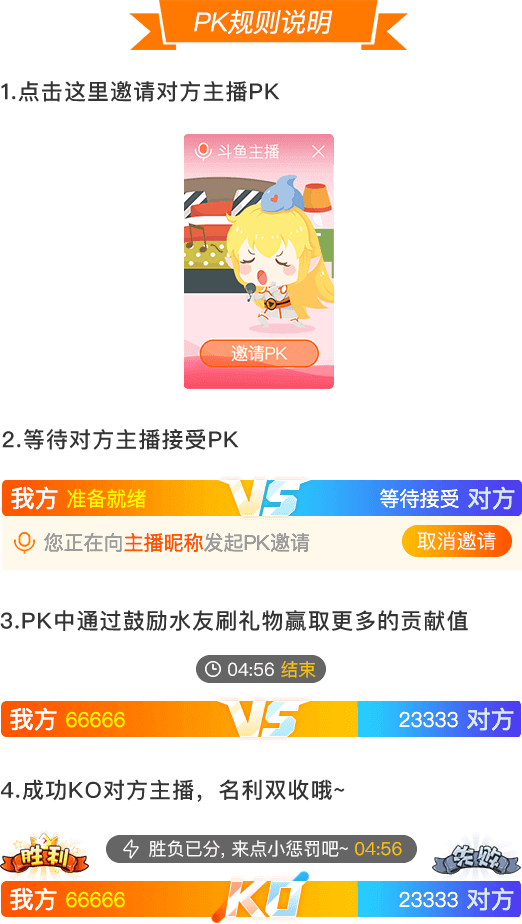 PK规则说明
1.点击这里邀请对方主播PK
斗鱼主播
邀请PK
2.等待对方主播接受PK
我方 准备就绪 VS 等待接受 对方
您正在向主播昵称发起PK邀请 取消邀请
3.PK中通过鼓励水友刷礼物赢取更多的贡献值
04:56 结束
我方 66666 VS 23333 对方
4.成功KO对方主播，名利双收哦~
胜利 胜负已分, 来点小惩罚吧~ 04:56 失败
我方 66666 KO 23333 对方